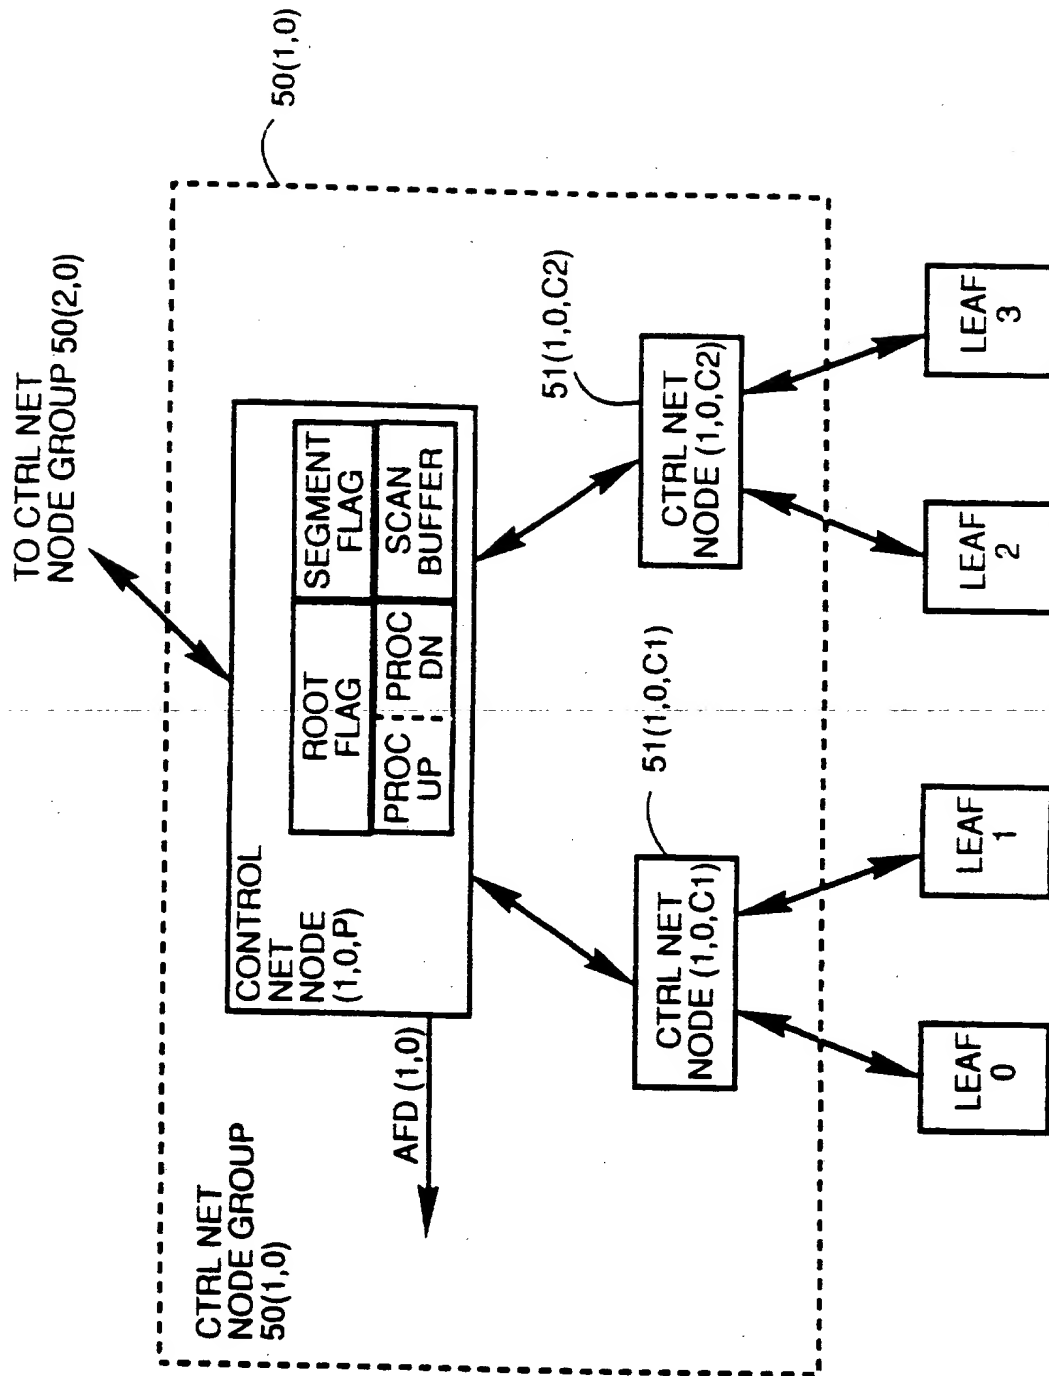 TO CTRL NET
NODE GROUP 50(2,0)
50(1,0)
CTRL NET
NODE GROUP
50(1,0)
CONTROL
NET
NODE
(1,0,P)
ROOT
FLAG
SEGMENT
FLAG
PROC
UP
PROC
DN
SCAN
BUFFER
AFD (1,0)
51(1,0,C1)
51(1,0,C2)
CTRL NET
NODE (1,0,C1)
CTRL NET
NODE (1,0,C2)
LEAF
0
LEAF
1
LEAF
2
LEAF
3